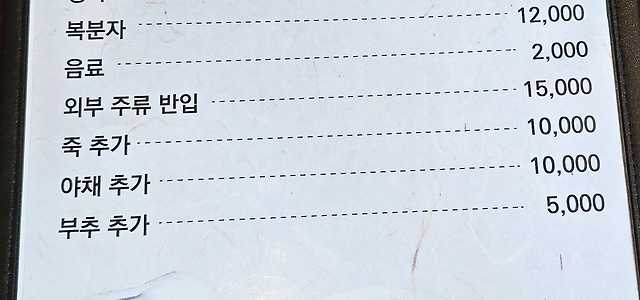 복분자 12,000
음료 2,000
외부 주류 반입 15,000
죽 추가 10,000
야채 추가 10,000
부추 추가 5,000